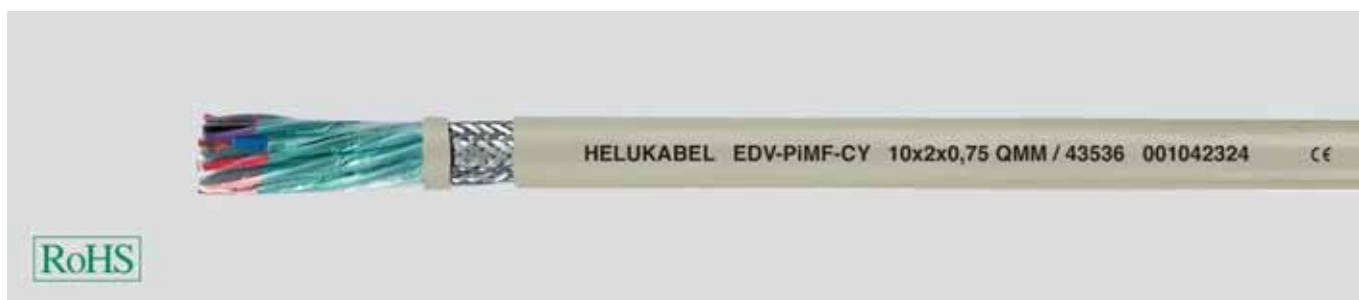 HELUKABEL EDV-PiMF-CY 10x2x0,75 QMM / 43536 001042324 CE
RoHS